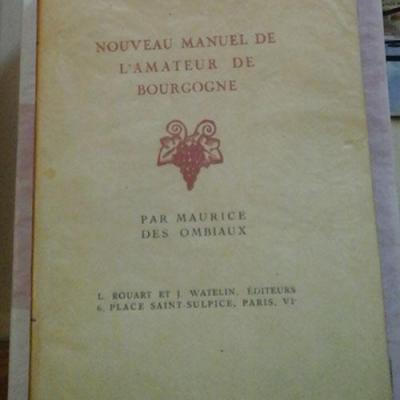 NOUVEAU MANUEL DE
L'AMATEUR DE
BOURGOGNE
PAR MAURICE
DES OMBIAUX
L. ROUART ET J. WATELIN, ÉDITEURS
6, PLACE SAINT-SULPICE, PARIS, VIᵉ